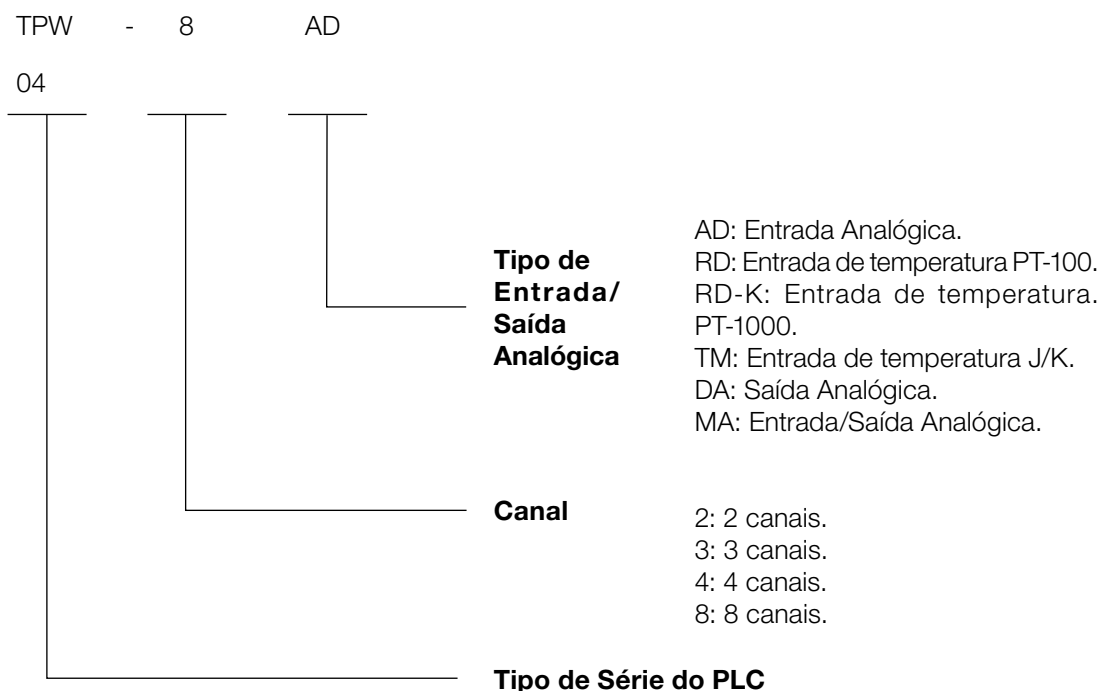 TPW - 8 AD
04
Tipo de
Entrada/
Saída
Analógica
AD: Entrada Analógica.
RD: Entrada de temperatura PT-100.
RD-K: Entrada de temperatura.
PT-1000.
TM: Entrada de temperatura J/K.
DA: Saída Analógica.
MA: Entrada/Saída Analógica.
Canal
2: 2 canais.
3: 3 canais.
4: 4 canais.
8: 8 canais.
Tipo de Série do PLC